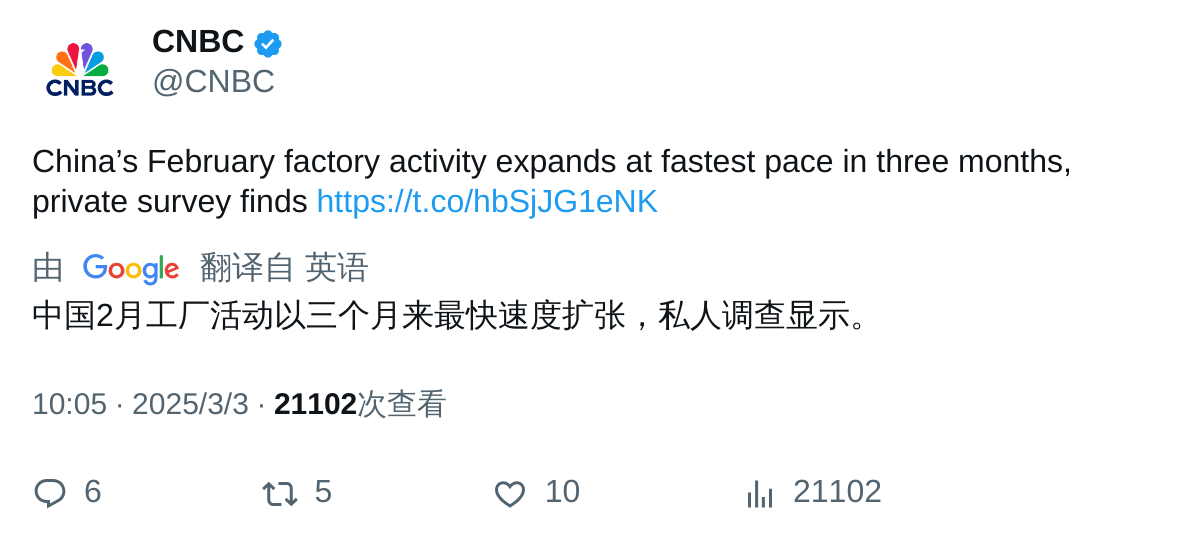 CNBC
CNBC
@CNBC
China’s February factory activity expands at fastest pace in three months,
private survey finds https://t.co/hbSjJG1eNK
由 Google 翻译自 英语
中国2月工厂活动以三个月来最快速度扩张，私人调查显示。
10:05 · 2025/3/3 · 21102次查看
6 5 10 21102